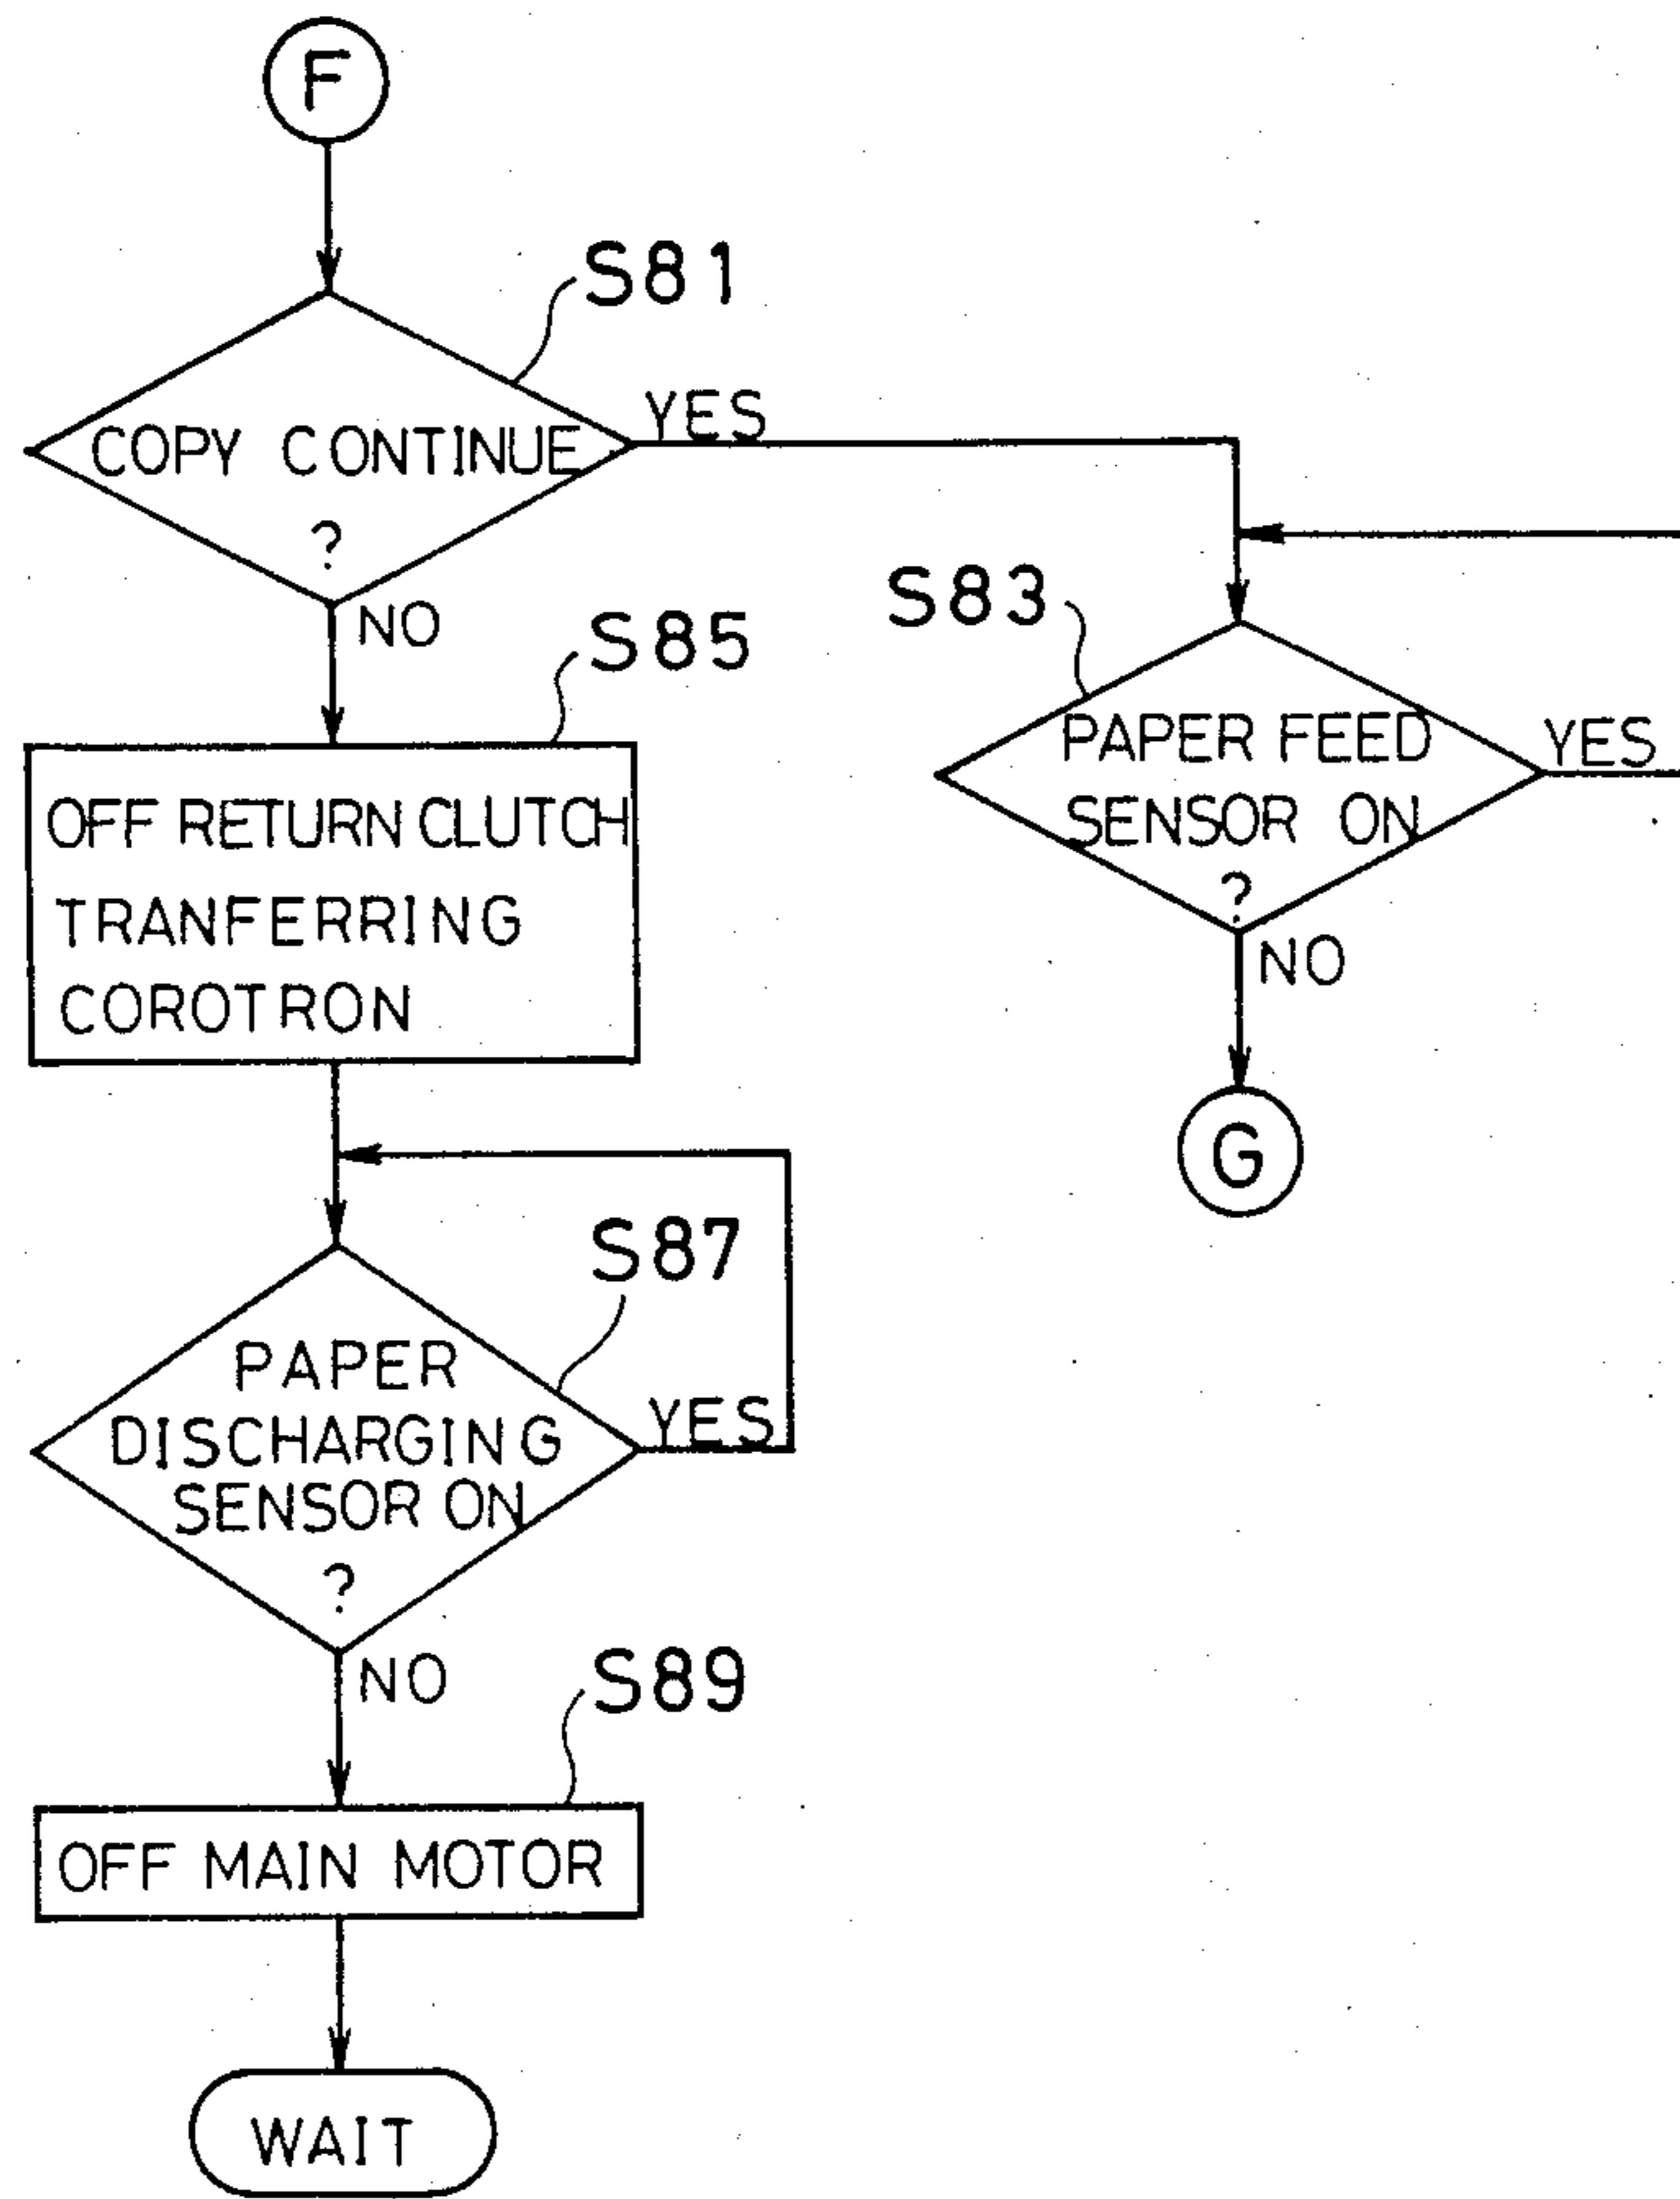 F
S81
COPY CONTINUE
?
YES
NO
S85
OFF RETURN CLUTCH
TRANFERRING
COROTRON
S87
PAPER
DISCHARGING
SENSOR ON
?
YES
NO
S89
OFF MAIN MOTOR
WAIT
S83
PAPER FEED
SENSOR ON
?
YES
NO
G